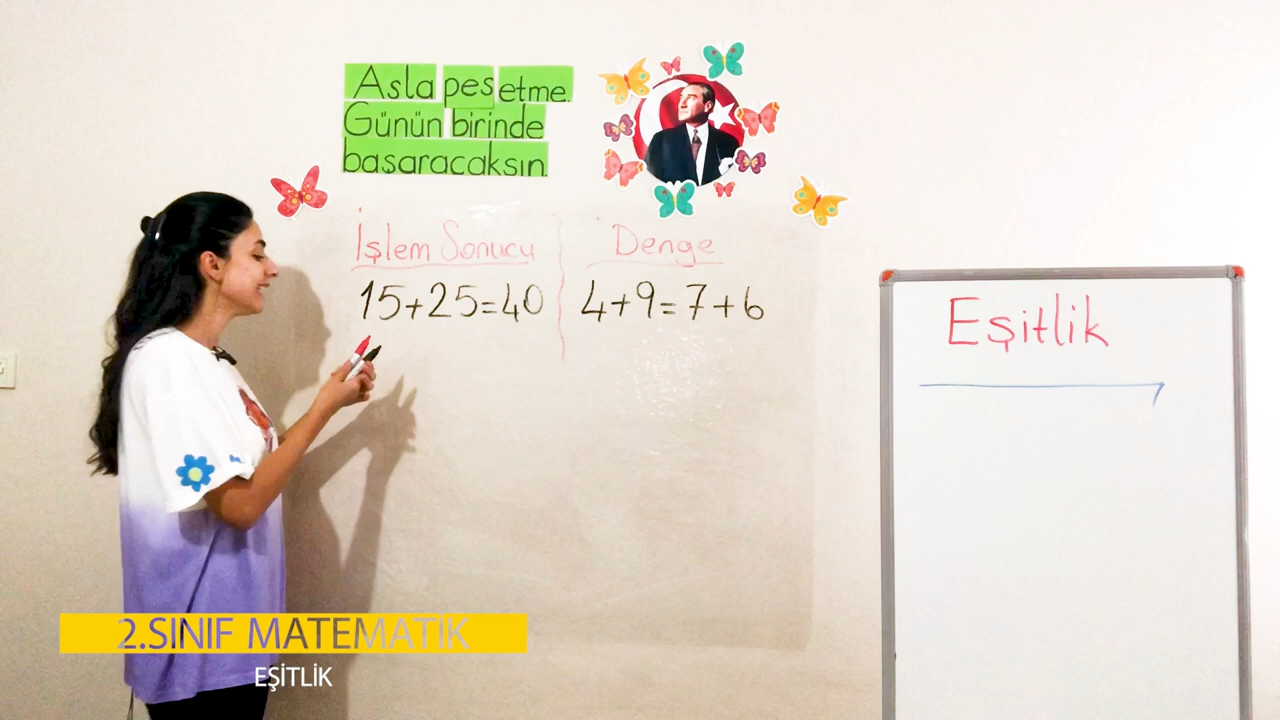 Asla pes etme.
Günün birinde
başaracaksın.
İşlem Sonucu
Denge
15+25=40
4+9=7+6
Eşitlik
2.SINIF MATEMATİK
EŞİTLİK